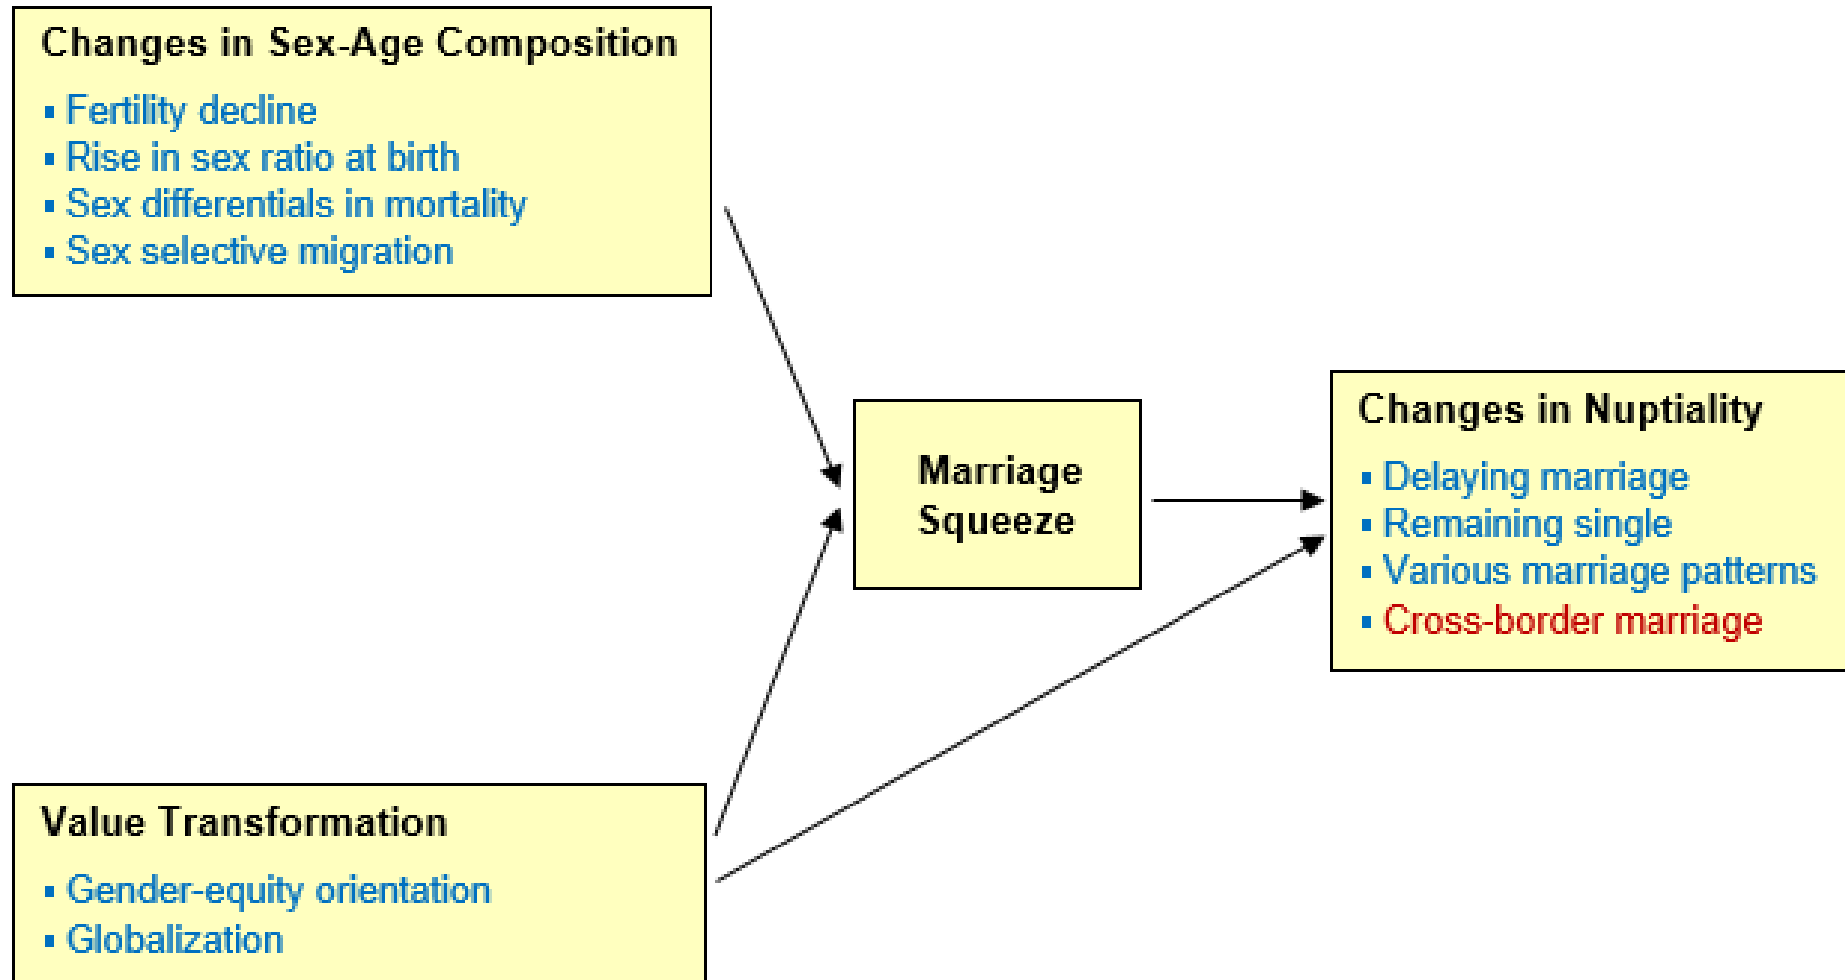 Changes in Sex-Age Composition
▪ Fertility decline
▪ Rise in sex ratio at birth
▪ Sex differentials in mortality
▪ Sex selective migration
Marriage
Squeeze
Changes in Nuptiality
▪ Delaying marriage
▪ Remaining single
▪ Various marriage patterns
▪ Cross-border marriage
Value Transformation
▪ Gender-equity orientation
▪ Globalization